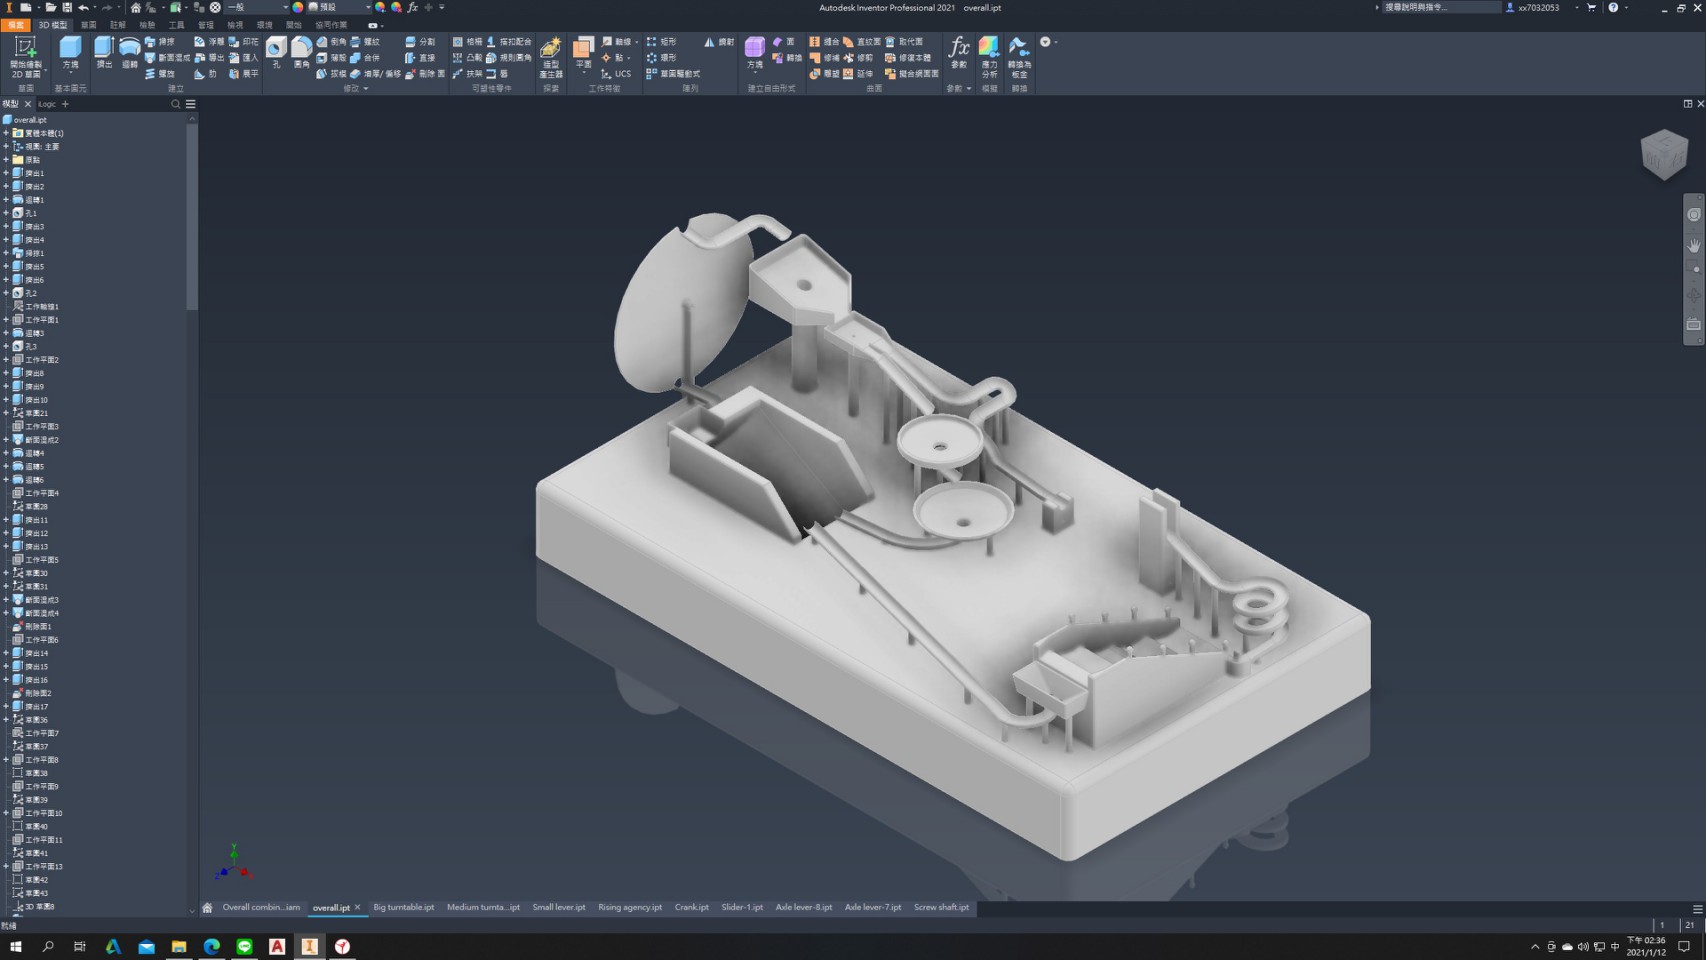 一般
預設
Autodesk Inventor Professional 2021 overall.ipt
搜尋說明與指令...
xx7032053
檔案 3D 模型 草圖 註解 檢驗 工具 管理 檢視 環境 開始 協同作業
開始繪製
2D 草圖
方塊
擠出
迴轉
掃掠
斷面混成
螺旋
浮雕
導出
肋
印花
匯入
展平
孔
圓角
倒角
薄殼
拔模
螺紋
合併
增厚/偏移
分割
直接
刪除 面
格柵
凸轂
扶架
搭扣配合
規則圓角
唇
造型
產生器
平面
軸線
點
UCS
矩形
環形
草圖驅動式
鏡射
方塊
面
轉換
縫合
修補
雕塑
直紋面
修剪
延伸
取代面
修復本體
擬合網面面
fx
參數
應力
分析
轉換為
鈑金
草圖 基本圖元 建立 修改 可塑性零件 探索 工作特徵 陣列 建立自由形式 曲面 參數 模擬 轉換
模型 iLogic
overall.ipt
實體本體(1)
視圖: 主要
原點
擠出1
擠出2
迴轉1
孔1
擠出3
擠出4
掃掠1
擠出5
擠出6
孔2
工作軸線1
工作平面1
迴轉3
孔3
工作平面2
擠出8
擠出9
擠出10
草圖21
工作平面3
斷面混成2
迴轉4
迴轉5
迴轉6
工作平面4
草圖28
擠出11
擠出12
擠出13
工作平面5
草圖30
草圖31
斷面混成3
斷面混成4
刪除面1
工作平面6
擠出14
擠出15
擠出16
刪除面2
擠出17
草圖36
工作平面7
草圖37
工作平面8
草圖38
工作平面9
草圖39
工作平面10
草圖40
工作平面11
草圖41
工作平面13
草圖42
草圖43
3D 草圖8
Y
Z
Overall combin...iam overall.ipt Big turntable.ipt Medium turnta...ipt Small lever.ipt Rising agency.ipt Crank.ipt Slider-1.ipt Axle lever-8.ipt Axle lever-7.ipt Screw shaft.ipt
就緒
1 21
中
下午 02:36
2021/1/12